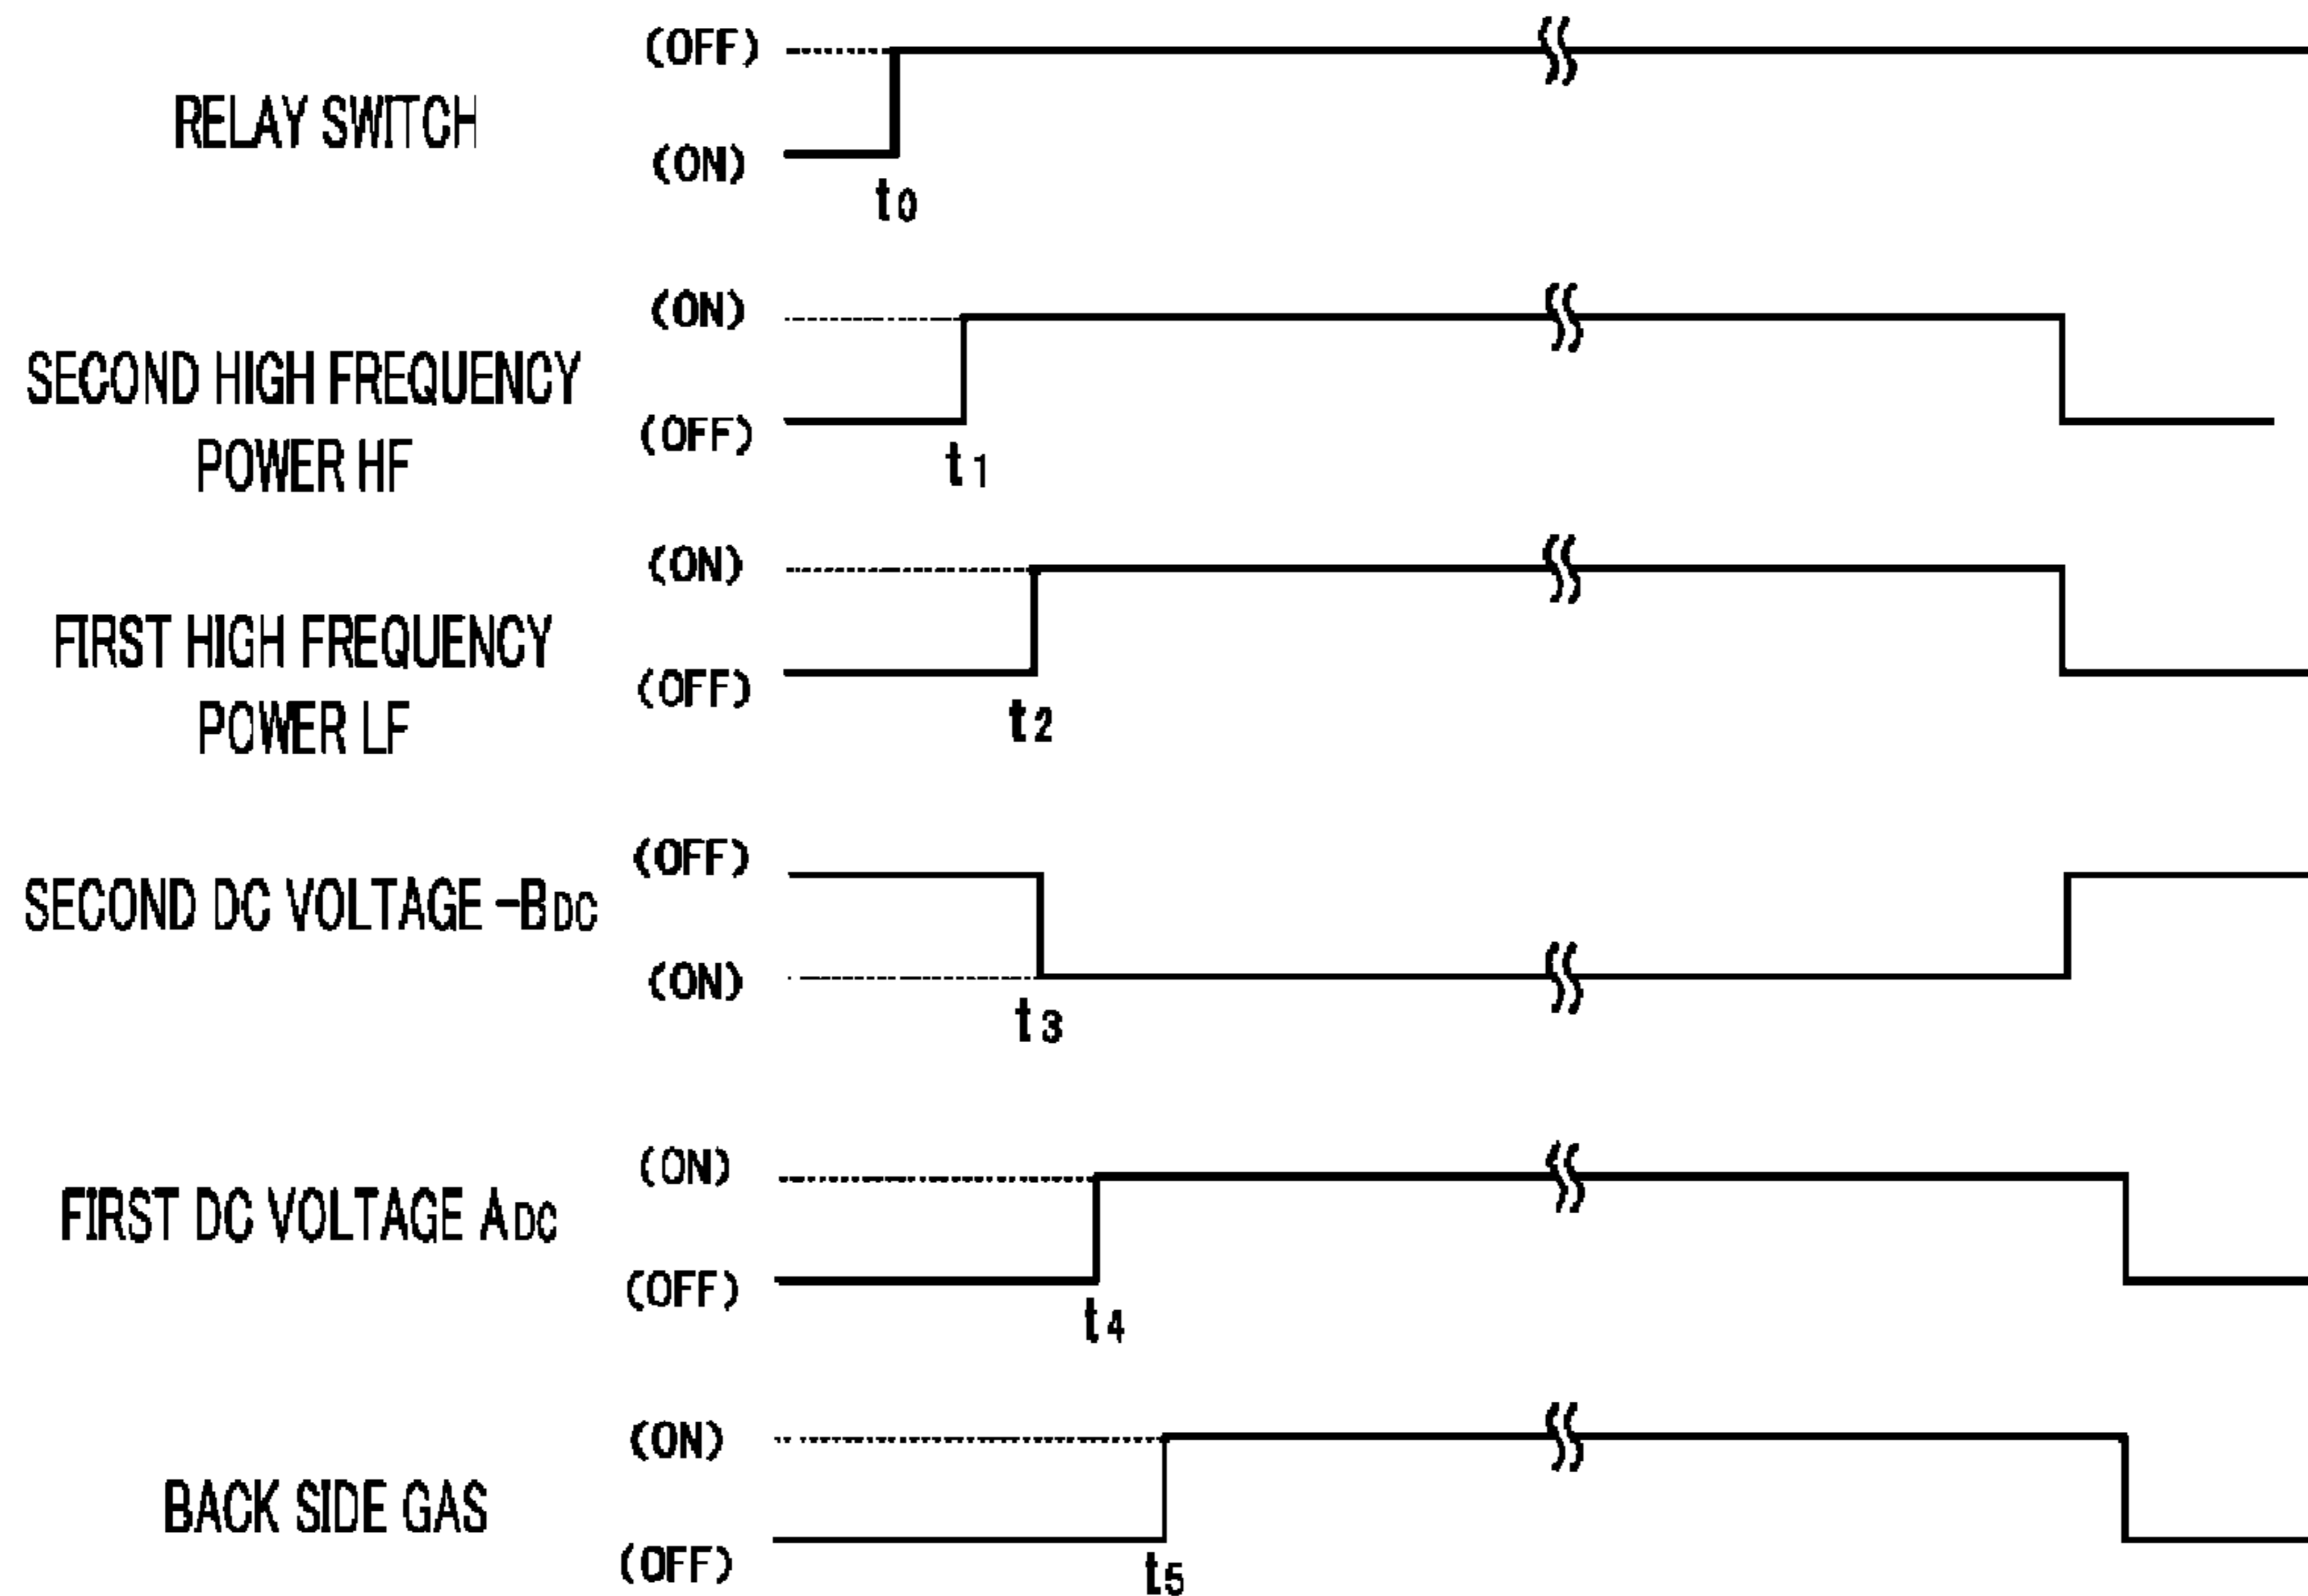 (OFF)
RELAY SWITCH
(ON)
t0
(ON)
SECOND HIGH FREQUENCY
POWER HF
(OFF)
t1
(ON)
FIRST HIGH FREQUENCY
POWER LF
(OFF)
t2
(OFF)
SECOND DC VOLTAGE -BDC
(ON)
t3
(ON)
FIRST DC VOLTAGE ADC
(OFF)
t4
(ON)
BACK SIDE GAS
(OFF)
t5